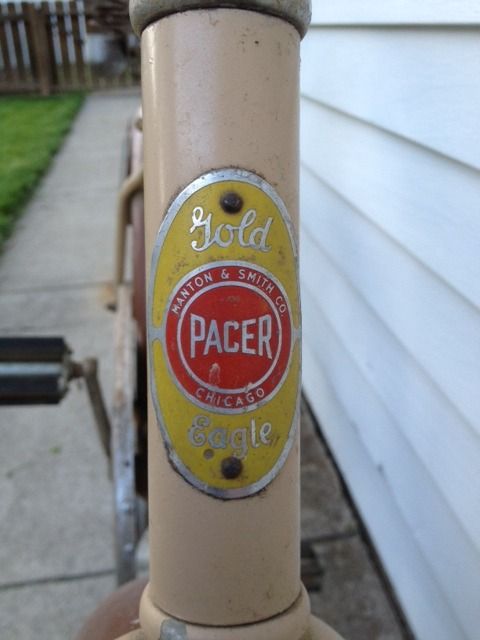 Gold
MANTON & SMITH CO.
PACER
CHICAGO
Eagle